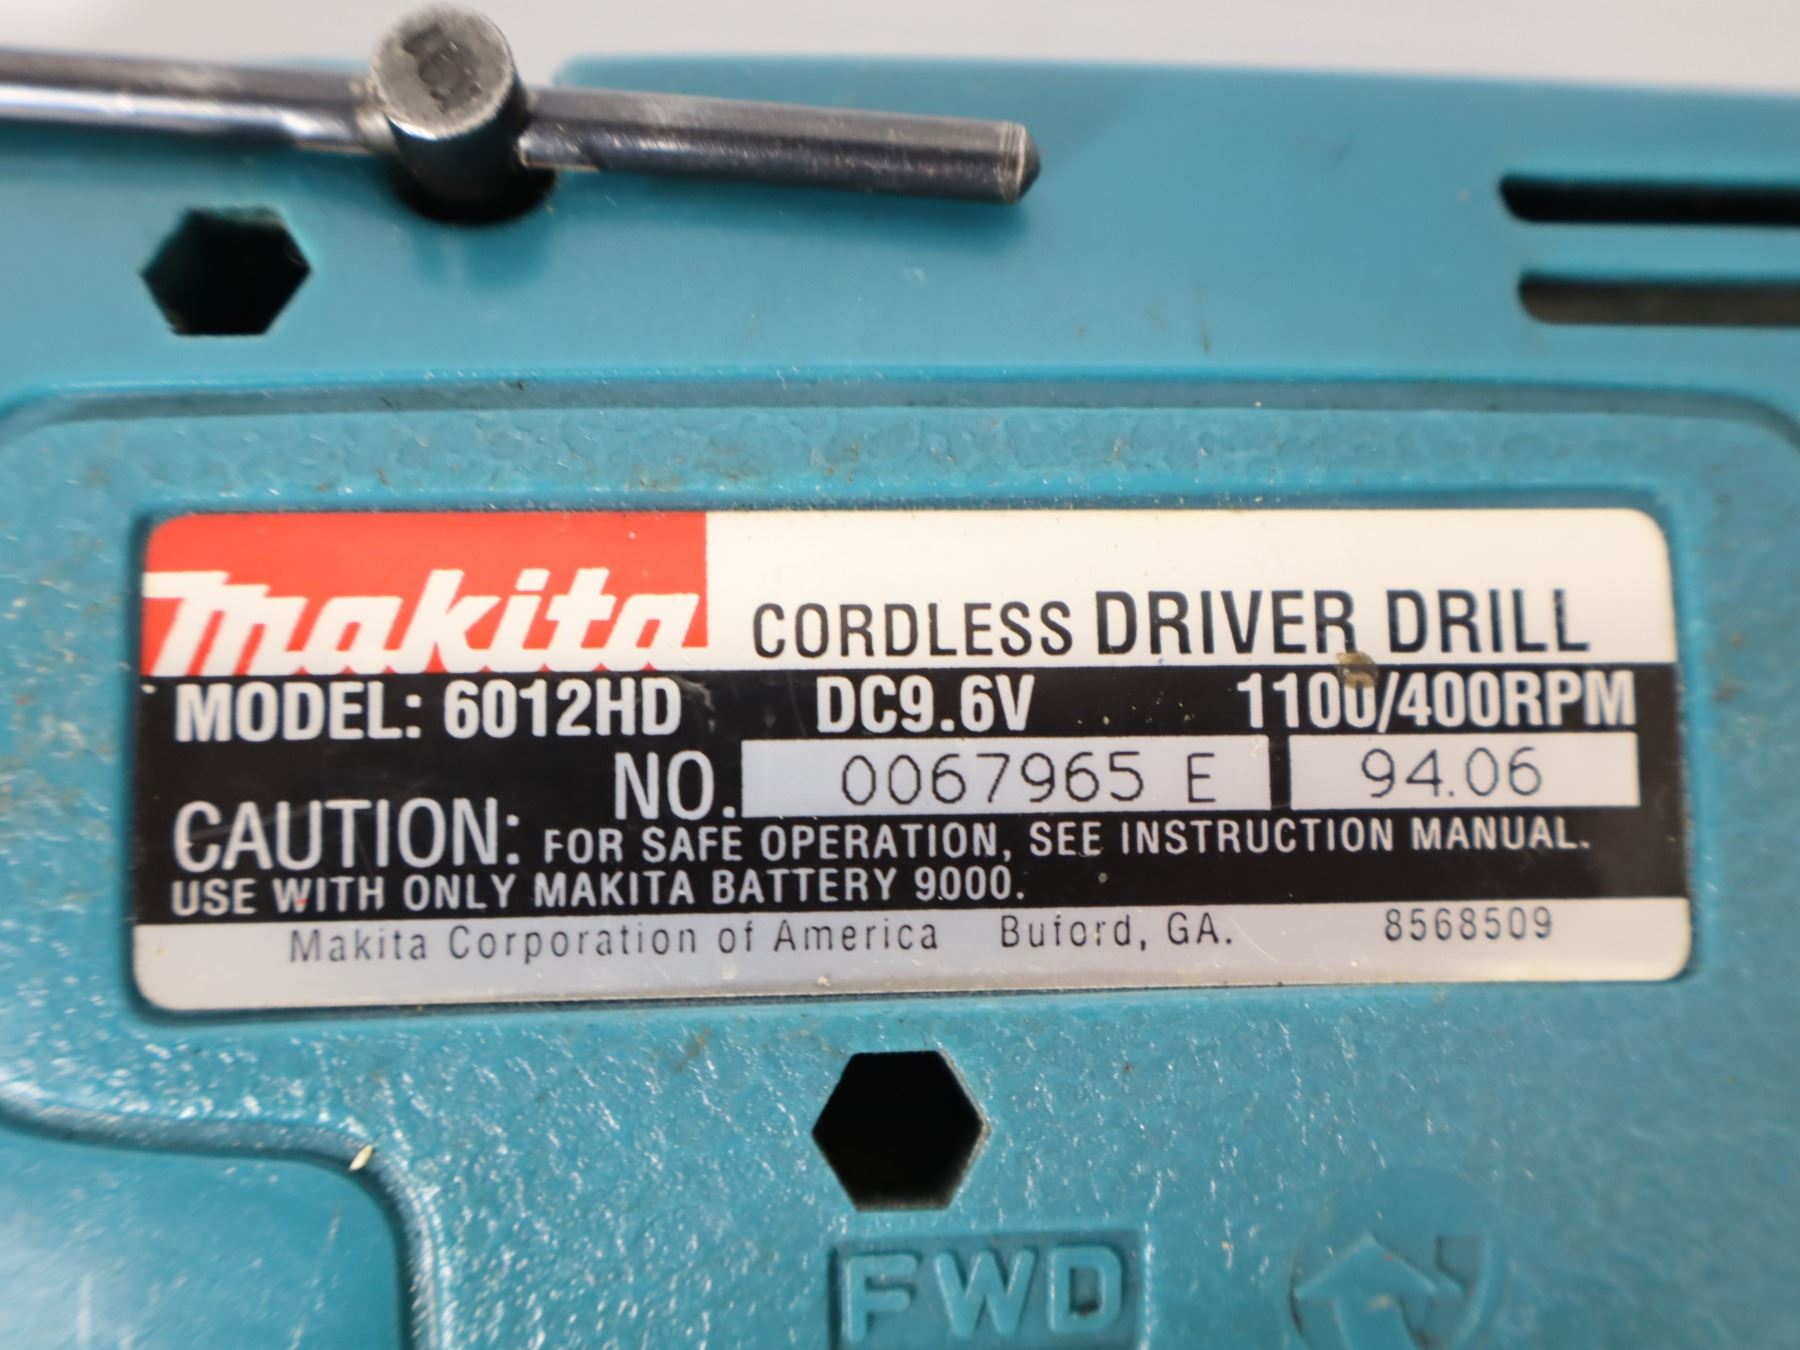 makita CORDLESS DRIVER DRILL
MODEL: 6012HD DC9.6V 1100/400RPM
NO. 0067965 E 94.06
CAUTION: FOR SAFE OPERATION, SEE INSTRUCTION MANUAL.
USE WITH ONLY MAKITA BATTERY 9000.
Makita Corporation of America Buford, GA. 8568509
FWD